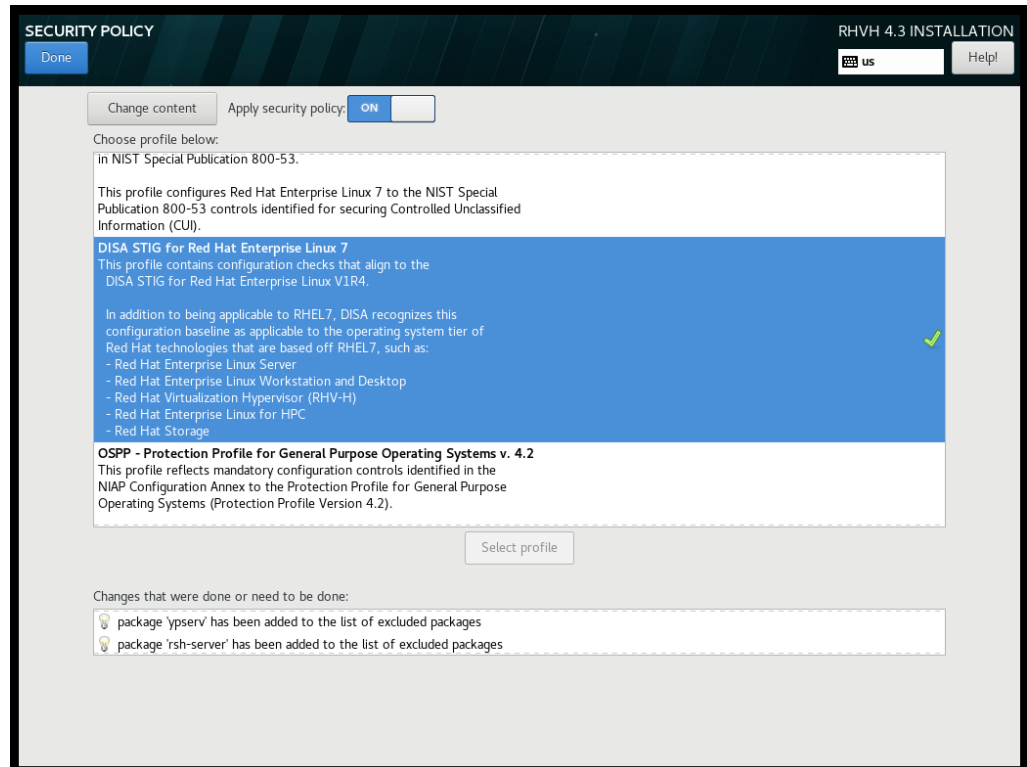 SECURITY POLICY
RHVH 4.3 INSTALLATION
Done
us
Help!
Change content
Apply security policy:
ON
Choose profile below:
in NIST Special Publication 800-53.
This profile configures Red Hat Enterprise Linux 7 to the NIST Special
Publication 800-53 controls identified for securing Controlled Unclassified
Information (CUI).
DISA STIG for Red Hat Enterprise Linux 7
This profile contains configuration checks that align to the
DISA STIG for Red Hat Enterprise Linux V1R4.
In addition to being applicable to RHEL7, DISA recognizes this
configuration baseline as applicable to the operating system tier of
Red Hat technologies that are based off RHEL7, such as:
- Red Hat Enterprise Linux Server
- Red Hat Enterprise Linux Workstation and Desktop
- Red Hat Virtualization Hypervisor (RHV-H)
- Red Hat Enterprise Linux for HPC
- Red Hat Storage
OSPP - Protection Profile for General Purpose Operating Systems v. 4.2
This profile reflects mandatory configuration controls identified in the
NIAP Configuration Annex to the Protection Profile for General Purpose
Operating Systems (Protection Profile Version 4.2).
Select profile
Changes that were done or need to be done:
package 'ypserv' has been added to the list of excluded packages
package 'rsh-server' has been added to the list of excluded packages